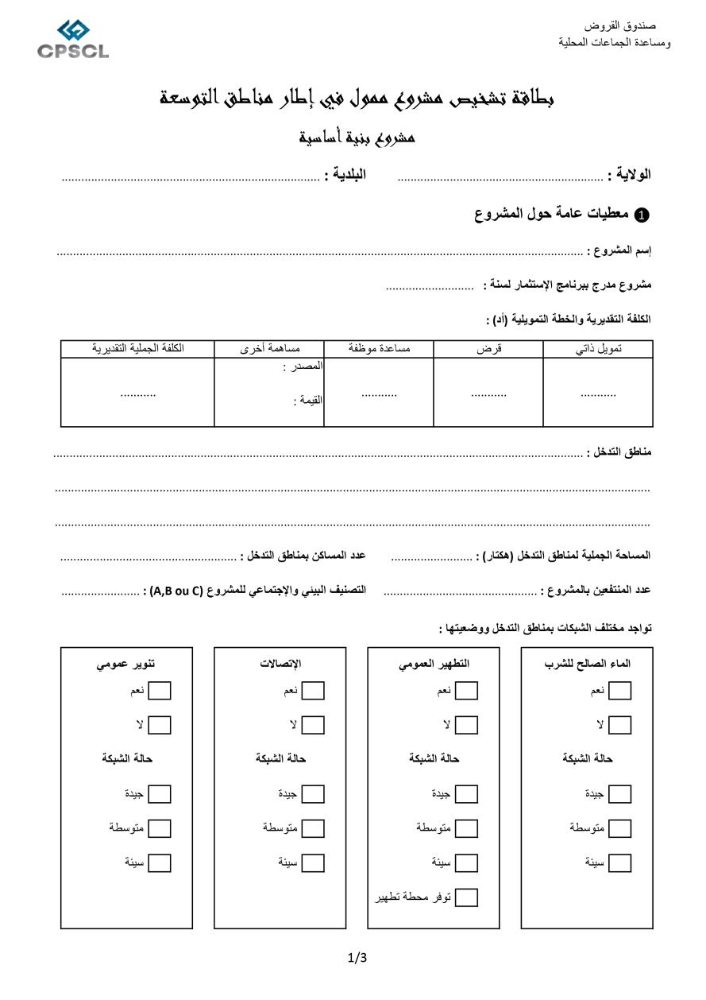 صندوق القروض
ومساعدة الجماعات المحلية
CPSCL
بطاقة تشخيص مشروع ممول في إطار مناطق التوسعة
مشروع بنية أساسية
الولاية : ............................................................... البلدية : ...............................................................................
❶ معطيات عامة حول المشروع
إسم المشروع : .................................................................................................................................................................
مشروع مدرج ببرنامج الإستثمار لسنة : ...........................
الكلفة التقديرية والخطة التمويلية (أد) :
تمويل ذاتي قرض مساعدة موظفة مساهمة أخرى الكلفة الجملية التقديرية
المصدر :
........... ........... ........... ...........
القيمة :
مناطق التدخل : ..................................................................................................................................................................
.......................................................................................................................................................................................
.......................................................................................................................................................................................
المساحة الجملية لمناطق التدخل (هكتار) : ......................... عدد المساكن بمناطق التدخل : ......................................................
عدد المنتفعين بالمشروع : ............................................... التصنيف البيئي والإجتماعي للمشروع (A,B ou C) : ........................
تواجد مختلف الشبكات بمناطق التدخل ووضعيتها :
الماء الصالح للشرب
نعم
لا
حالة الشبكة
جيدة
متوسطة
سيئة
التطهير العمومي
نعم
لا
حالة الشبكة
جيدة
متوسطة
سيئة
توفر محطة تطهير
الإتصالات
نعم
لا
حالة الشبكة
جيدة
متوسطة
سيئة
تنوير عمومي
نعم
لا
حالة الشبكة
جيدة
متوسطة
سيئة
1/3